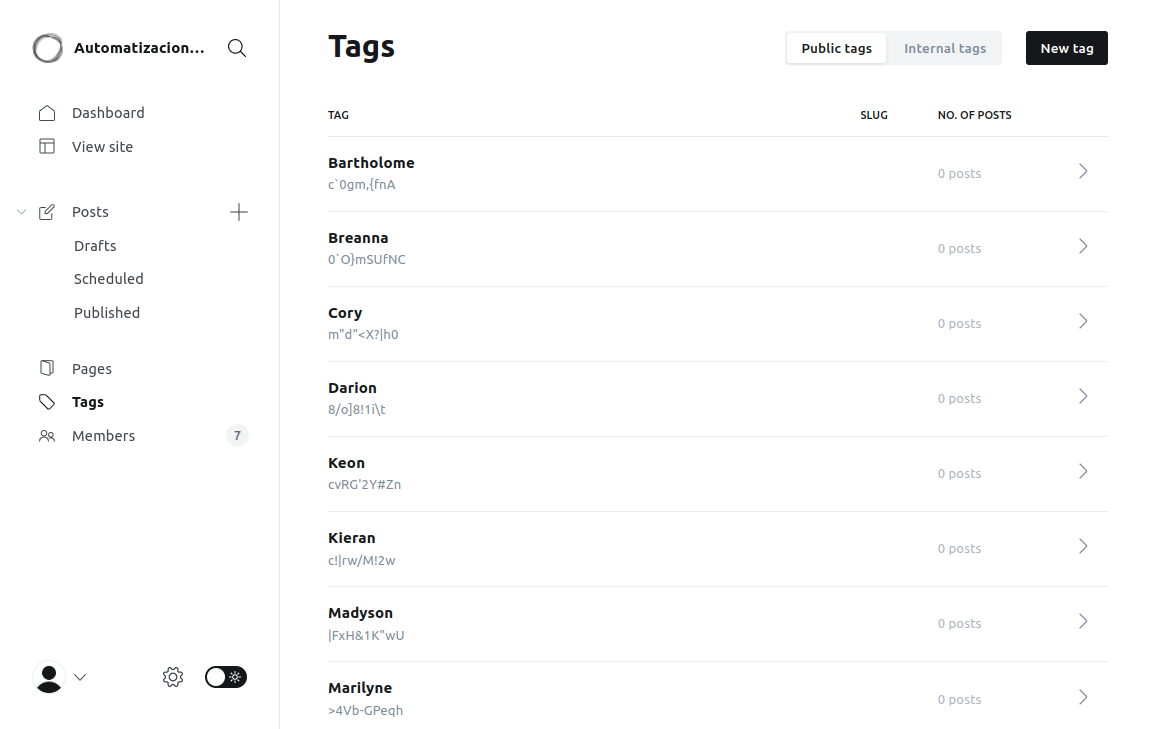 Automatizacion...
Dashboard
View site
Posts
Drafts
Scheduled
Published
Pages
Tags
Members 7
Tags
Public tags Internal tags New tag
TAG SLUG NO. OF POSTS
Bartholome
c`0gm,{fnA
0 posts
Breanna
0`O}mSUfNC
0 posts
Cory
m"d"<X?|h0
0 posts
Darion
8/o]8!1i\t
0 posts
Keon
cvRG'2Y#Zn
0 posts
Kieran
c!|rw/M!2w
0 posts
Madyson
|FxH&1K"wU
0 posts
Marilyne
>4Vb-GPeqh
0 posts